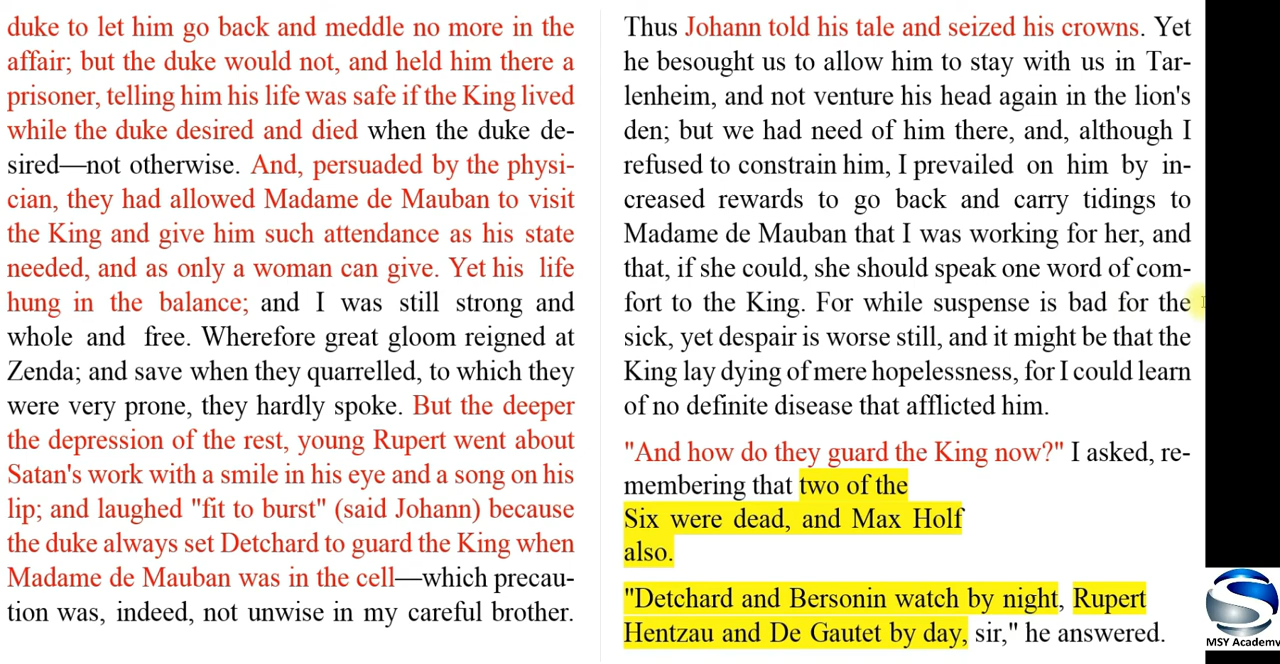 duke to let him go back and meddle no more in the
affair; but the duke would not, and held him there a
prisoner, telling him his life was safe if the King lived
while the duke desired and died when the duke de-
sired—not otherwise. And, persuaded by the physi-
cian, they had allowed Madame de Mauban to visit
the King and give him such attendance as his state
needed, and as only a woman can give. Yet his life
hung in the balance; and I was still strong and
whole and free. Wherefore great gloom reigned at
Zenda; and save when they quarrelled, to which they
were very prone, they hardly spoke. But the deeper
the depression of the rest, young Rupert went about
Satan's work with a smile in his eye and a song on his
lip; and laughed "fit to burst" (said Johann) because
the duke always set Detchard to guard the King when
Madame de Mauban was in the cell—which precau-
tion was, indeed, not unwise in my careful brother.
Thus Johann told his tale and seized his crowns. Yet
he besought us to allow him to stay with us in Tar-
lenheim, and not venture his head again in the lion's
den; but we had need of him there, and, although I
refused to constrain him, I prevailed on him by in-
creased rewards to go back and carry tidings to
Madame de Mauban that I was working for her, and
that, if she could, she should speak one word of com-
fort to the King. For while suspense is bad for the
sick, yet despair is worse still, and it might be that the
King lay dying of mere hopelessness, for I could learn
of no definite disease that afflicted him.
"And how do they guard the King now?" I asked, re-
membering that two of the
Six were dead, and Max Holf
also.
"Detchard and Bersonin watch by night, Rupert
Hentzau and De Gautet by day, sir," he answered.
MSY Academy